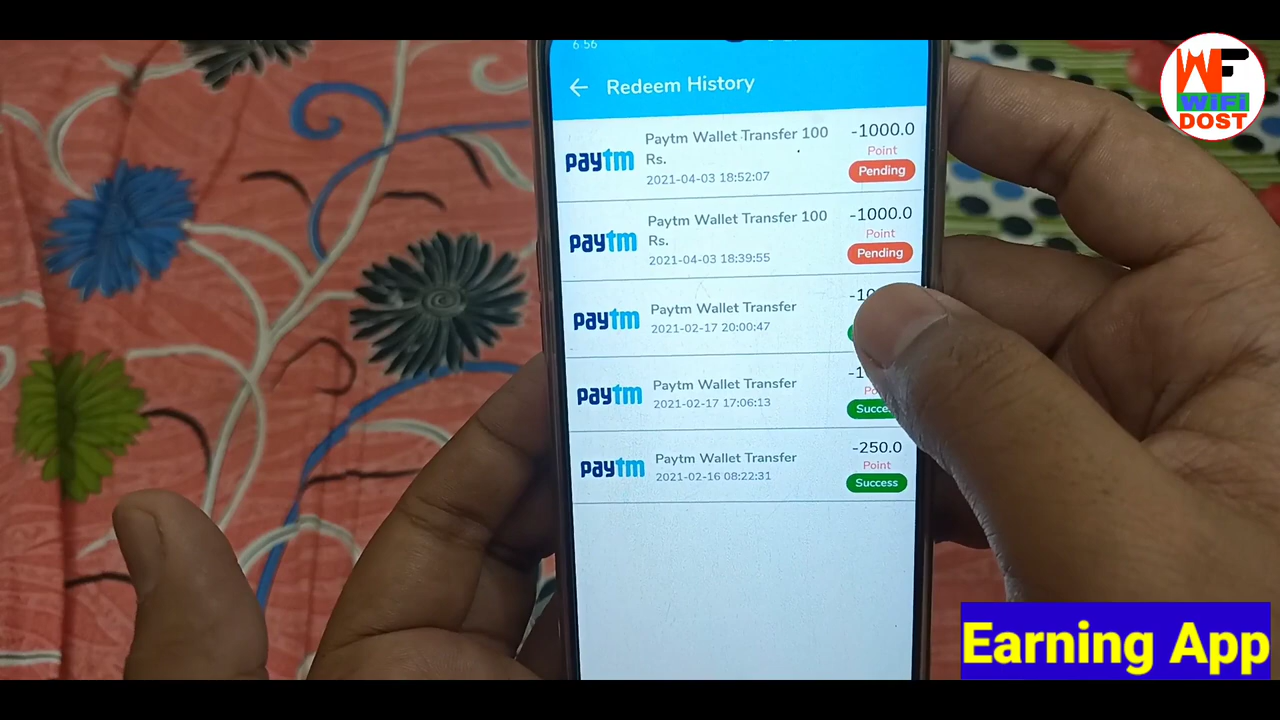 6:56
Redeem History
WF
WiFi
DOST
paytm
Paytm Wallet Transfer 100
Rs.
2021-04-03 18:52:07
-1000.0
Point
Pending
paytm
Paytm Wallet Transfer 100
Rs.
2021-04-03 18:39:55
-1000.0
Point
Pending
paytm
Paytm Wallet Transfer
2021-02-17 20:00:47
paytm
Paytm Wallet Transfer
2021-02-17 17:06:13
paytm
Paytm Wallet Transfer
2021-02-16 08:22:31
-250.0
Point
Success
Earning App